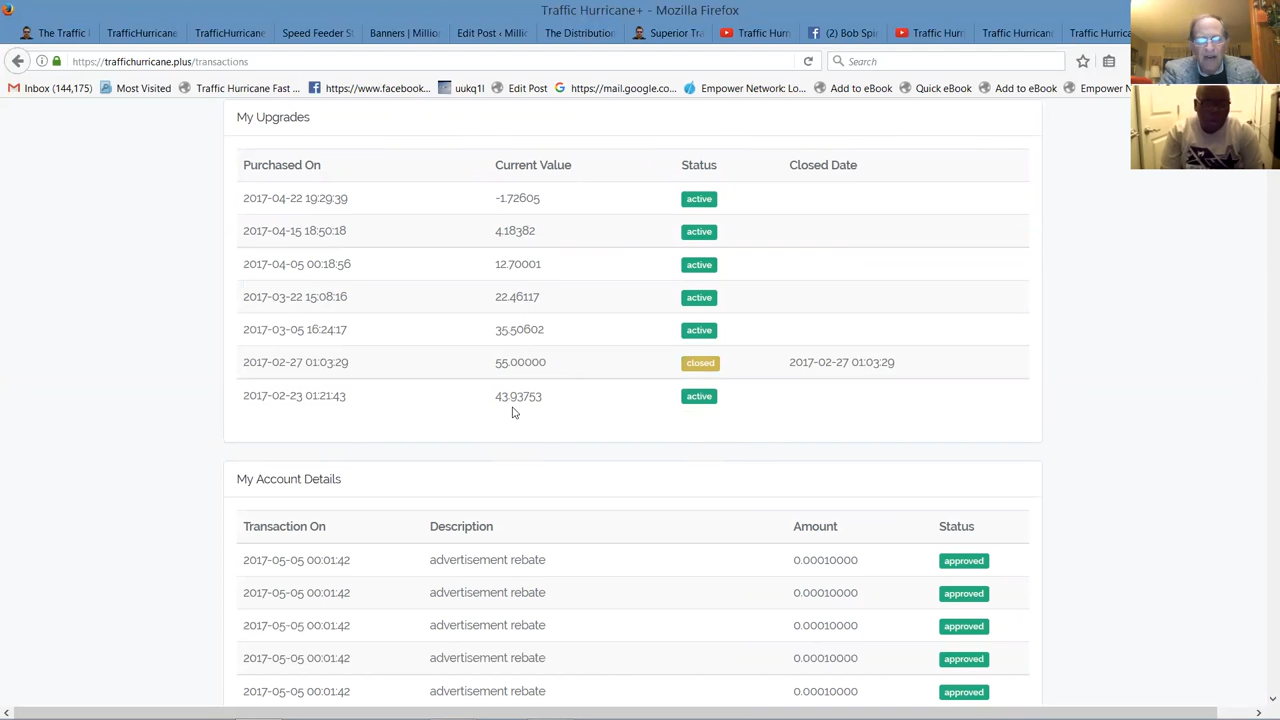 Traffic Hurricane+ - Mozilla Firefox
The Traffic I
TrafficHurricane
TrafficHurricane
Speed Feeder St
Banners | Millio
Edit Post ‹ Milli
The Distribution
Superior Tra
Traffic Hurri
(2) Bob Spir
Traffic Hurr
TrafficHurricane
Traffic Hurri
https://traffichurricane.plus/transactions
Search
Inbox (144,175)
Most Visited
Traffic Hurricane Fast ...
https://www.facebook...
uukq1l
Edit Post
https://mail.google.co...
Empower Network: Lo...
Add to eBook
Quick eBook
Add to eBook
Empower N
My Upgrades
Purchased On Current Value Status Closed Date
2017-04-22 19:29:39 -1.72605 active
2017-04-15 18:50:18 4.18382 active
2017-04-05 00:18:56 12.70001 active
2017-03-22 15:08:16 22.46117 active
2017-03-05 16:24:17 35.50602 active
2017-02-27 01:03:29 55.00000 closed 2017-02-27 01:03:29
2017-02-23 01:21:43 43.93753 active
My Account Details
Transaction On Description Amount Status
2017-05-05 00:01:42 advertisement rebate 0.00010000 approved
2017-05-05 00:01:42 advertisement rebate 0.00010000 approved
2017-05-05 00:01:42 advertisement rebate 0.00010000 approved
2017-05-05 00:01:42 advertisement rebate 0.00010000 approved
2017-05-05 00:01:42 advertisement rebate 0.00010000 approved